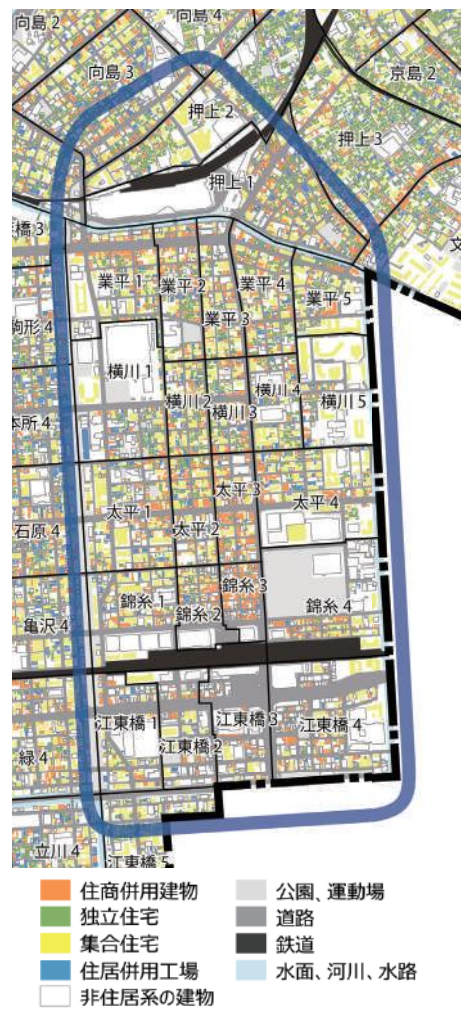 向島 2
向島 4
向島 3
京島 2
押上 2
押上 3
押上 1
橋 3
文
業平 1
業平 2
業平 4
業平 5
業平 3
駒形 4
横川 1
横川 2
横川 3
横川 4
横川 5
本所 4
太平 3
太平 4
太平 1
石原 4
太平 2
錦糸 3
錦糸 1
錦糸 2
錦糸 4
亀沢 4
江東橋 1
江東橋 3
江東橋 4
江東橋 2
緑 4
立川 4
江東橋 5
住商併用建物
独立住宅
集合住宅
住居併用工場
非住居系の建物
公園、運動場
道路
鉄道
水面、河川、水路